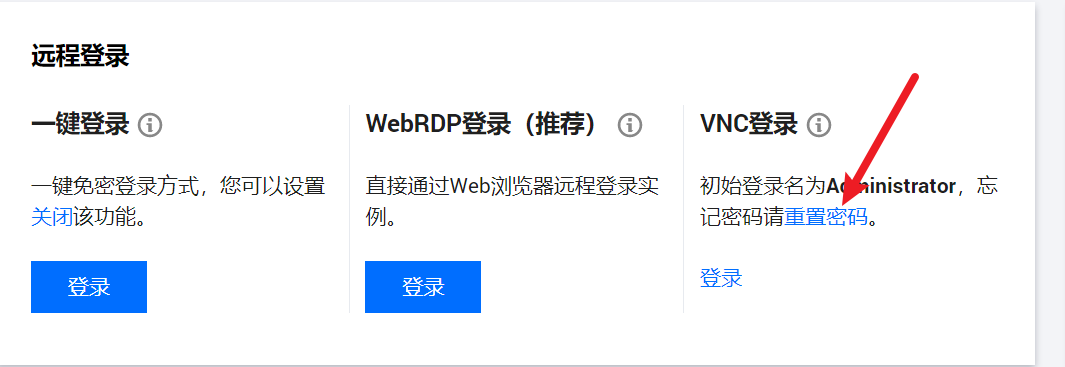 远程登录
一键登录
一键免密登录方式，您可以设置
关闭该功能。
登录
WebRDP登录（推荐）
直接通过Web浏览器远程登录实
例。
登录
VNC登录
初始登录名为Administrator，忘
记密码请重置密码。
登录